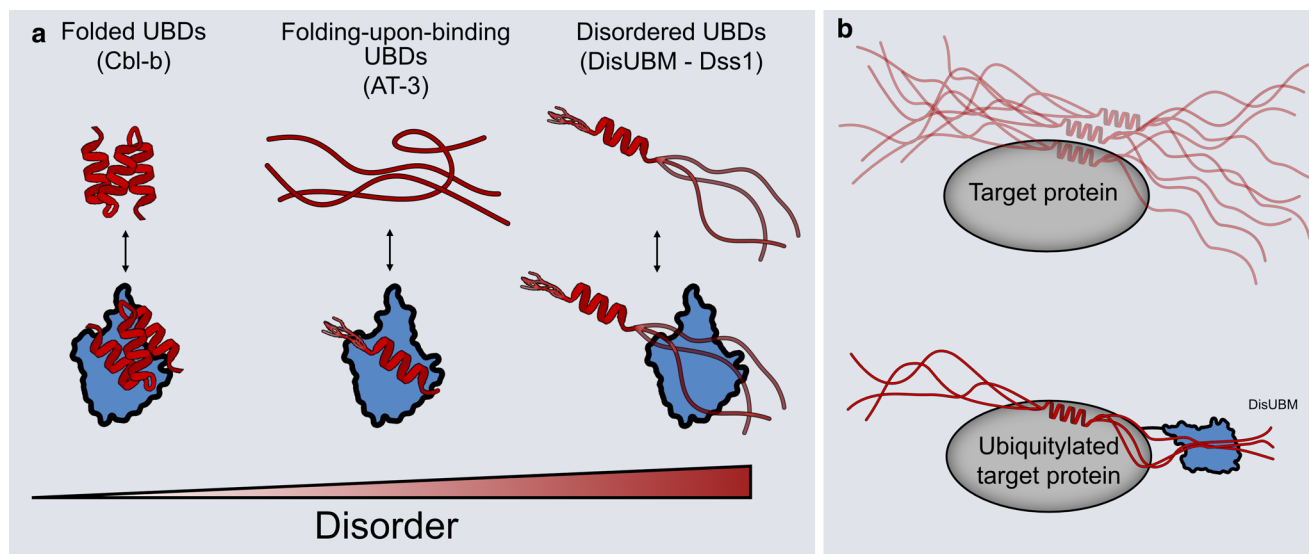 a
Folded UBDs
(Cbl-b)
Folding-upon-binding
UBDs
(AT-3)
Disordered UBDs
(DisUBM - Dss1)
Disorder
b
Target protein
DisUBM
Ubiquitylated
target protein